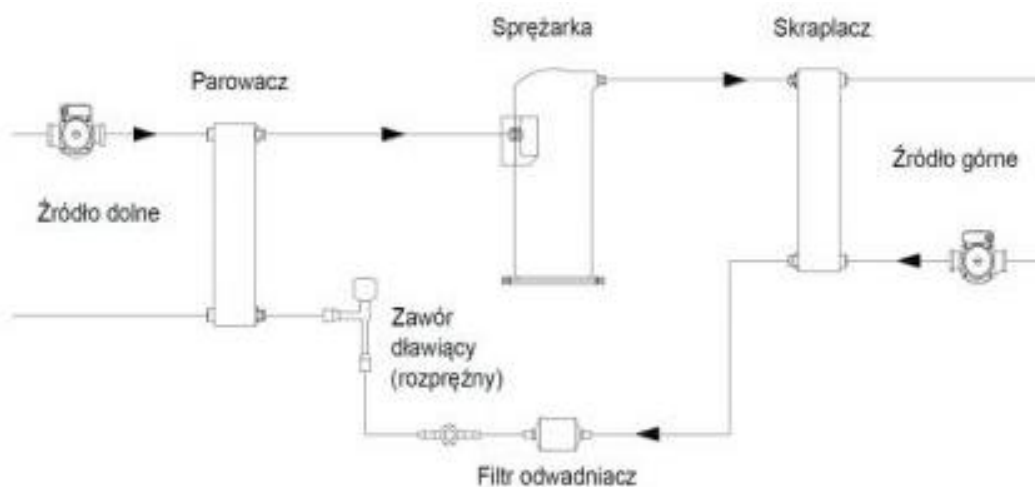 Sprężarka
Skraplacz
Parowacz
Źródło górne
Źródło dolne
Zawór
dławiący
(rozprężny)
Filtr odwadniacz